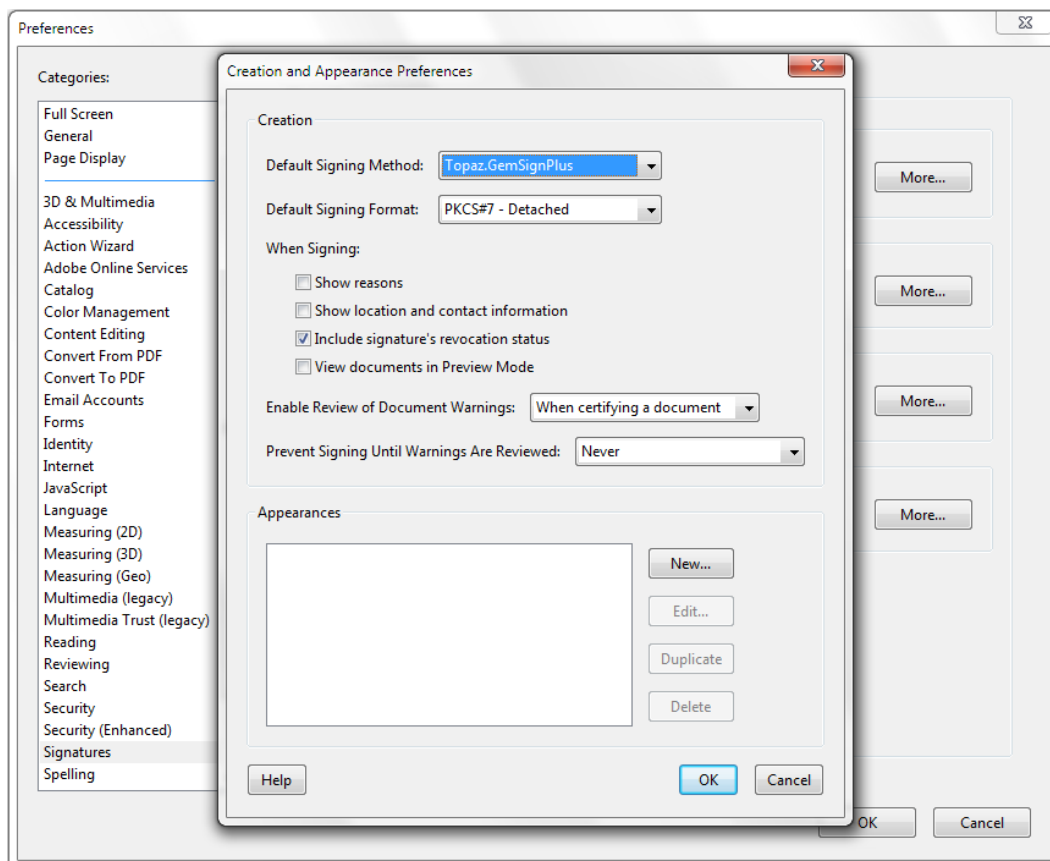 Preferences
Categories:
Full Screen
General
Page Display
3D & Multimedia
Accessibility
Action Wizard
Adobe Online Services
Catalog
Color Management
Content Editing
Convert From PDF
Convert To PDF
Email Accounts
Forms
Identity
Internet
JavaScript
Language
Measuring (2D)
Measuring (3D)
Measuring (Geo)
Multimedia (legacy)
Multimedia Trust (legacy)
Reading
Reviewing
Search
Security
Security (Enhanced)
Signatures
Spelling
Creation and Appearance Preferences
Creation
Default Signing Method: Topaz.GemSignPlus
Default Signing Format: PKCS#7 - Detached
When Signing:
Show reasons
Show location and contact information
Include signature's revocation status
View documents in Preview Mode
Enable Review of Document Warnings: When certifying a document
Prevent Signing Until Warnings Are Reviewed: Never
Appearances
New...
Edit...
Duplicate
Delete
Help OK Cancel
More...
More...
More...
More...
OK Cancel